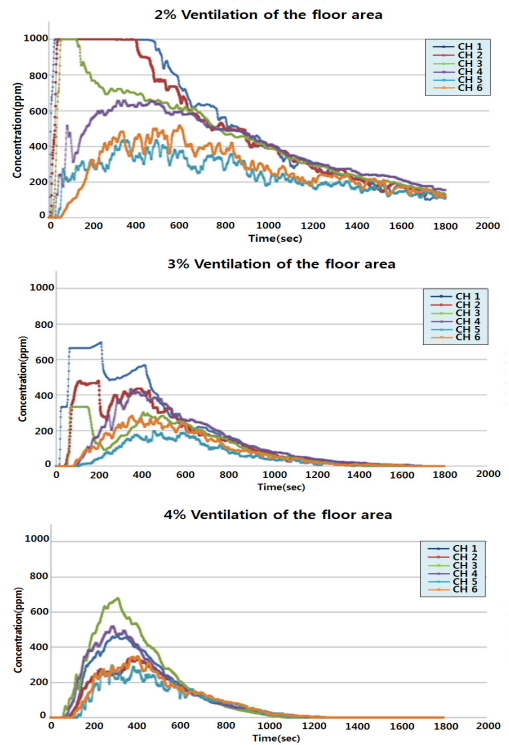 2% Ventilation of the floor area
1000
800
600
400
200
0
Concentration(ppm)
CH 1
CH 2
CH 3
CH 4
CH 5
CH 6
0 200 400 600 800 1000 1200 1400 1600 1800 2000
Time(sec)
3% Ventilation of the floor area
1000
800
600
400
200
0
Concentration(ppm)
CH 1
CH 2
CH 3
CH 4
CH 5
CH 6
0 200 400 600 800 1000 1200 1400 1600 1800 2000
Time(sec)
4% Ventilation of the floor area
1000
800
600
400
200
0
Concentration(ppm)
CH 1
CH 2
CH 3
CH 4
CH 5
CH 6
0 200 400 600 800 1000 1200 1400 1600 1800 2000
Time(sec)